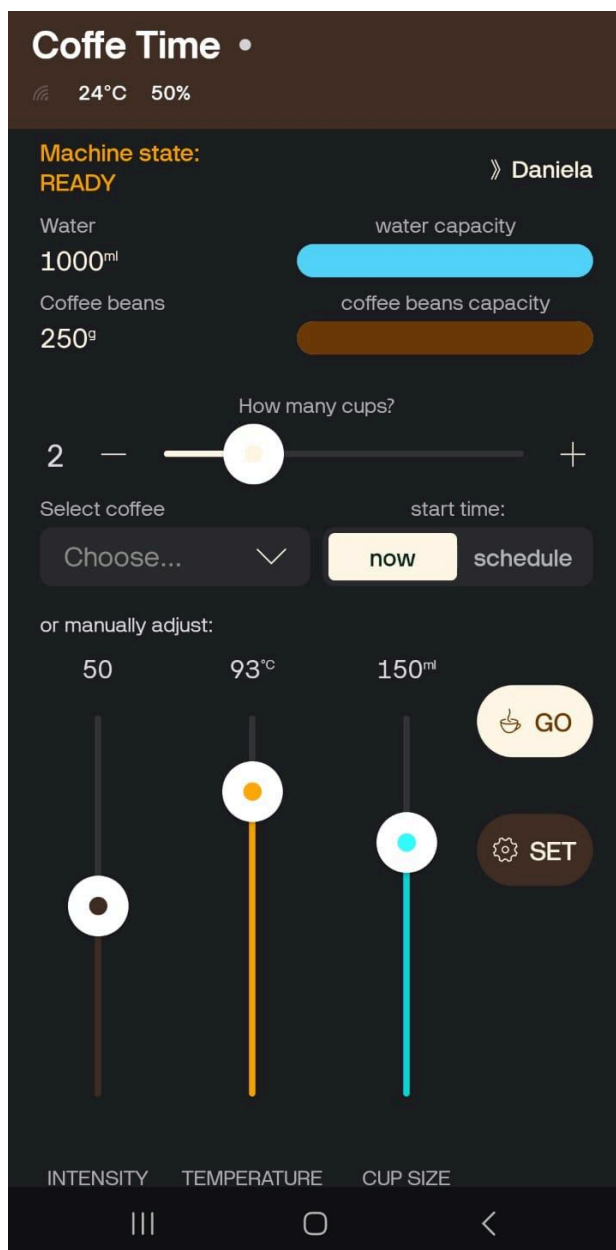 Coffe Time
24°C 50%
Machine state:
READY
》Daniela
Water water capacity
1000ml
Coffee beans coffee beans capacity
250g
How many cups?
2 — +
Select coffee start time:
Choose... now schedule
or manually adjust:
50 93°C 150ml
GO
SET
INTENSITY TEMPERATURE CUP SIZE